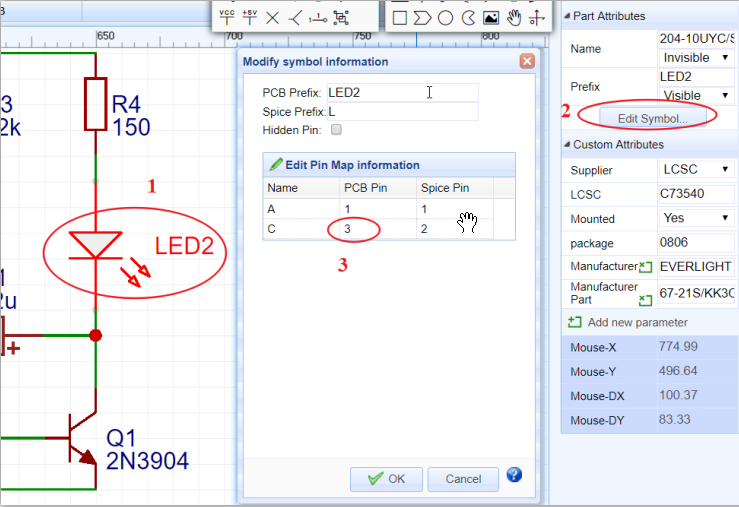 VCC +5V
650 700 750 800
R4
150
2k
1
LED2
Q1
2N3904
Modify symbol information
PCB Prefix: LED2
Spice Prefix: L
Hidden Pin:
Edit Pin Map information
Name PCB Pin Spice Pin
A 1 1
C 3 2
3
OK Cancel ?
Part Attributes
Name 204-10UYC/S
Invisible
Prefix LED2
Visible
2 Edit Symbol...
Custom Attributes
Supplier LCSC
LCSC C73540
Mounted Yes
package 0806
Manufacturer EVERLIGHT
Manufacturer
Part 67-21S/KK3C
Add new parameter
Mouse-X 774.99
Mouse-Y 496.64
Mouse-DX 100.37
Mouse-DY 83.33